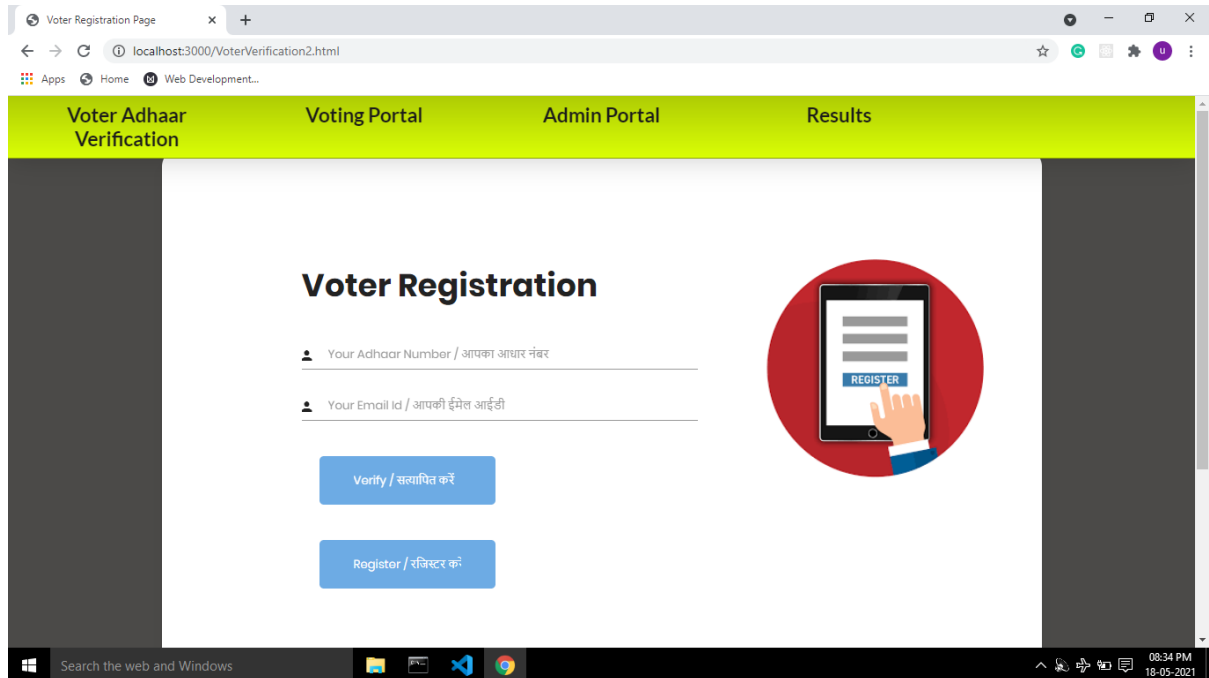 Voter Registration Page
localhost:3000/VoterVerification2.html
Apps Home Web Development...
Voter Adhaar Verification
Voting Portal
Admin Portal
Results
Voter Registration
Your Adhaar Number / आपका आधार नंबर
Your Email Id / आपकी ईमेल आईडी
Verify / सत्यापित करें
Register / रजिस्टर करे
REGISTER
Search the web and Windows
08:34 PM
18-05-2021